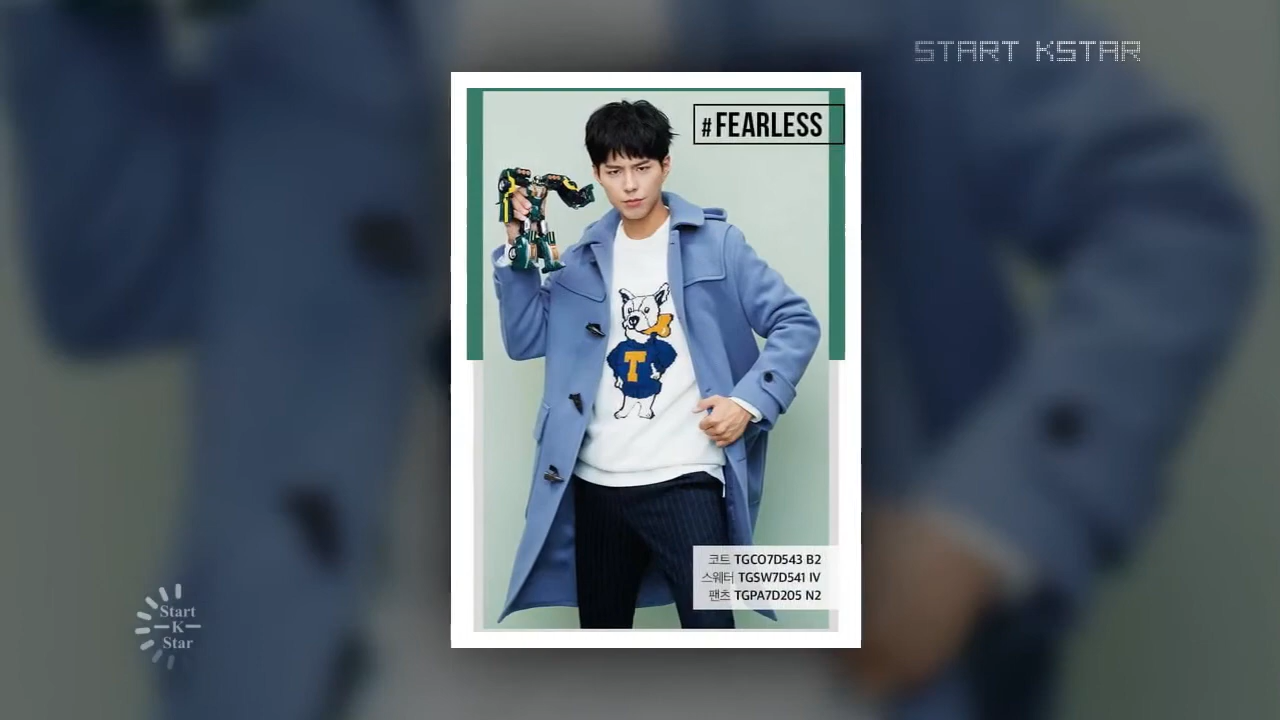 START KSTAR
#FEARLESS
T
코트 TGCO7D543 B2
스웨터 TGSW7D541 IV
팬츠 TGPA7D205 N2
Start
K
Star